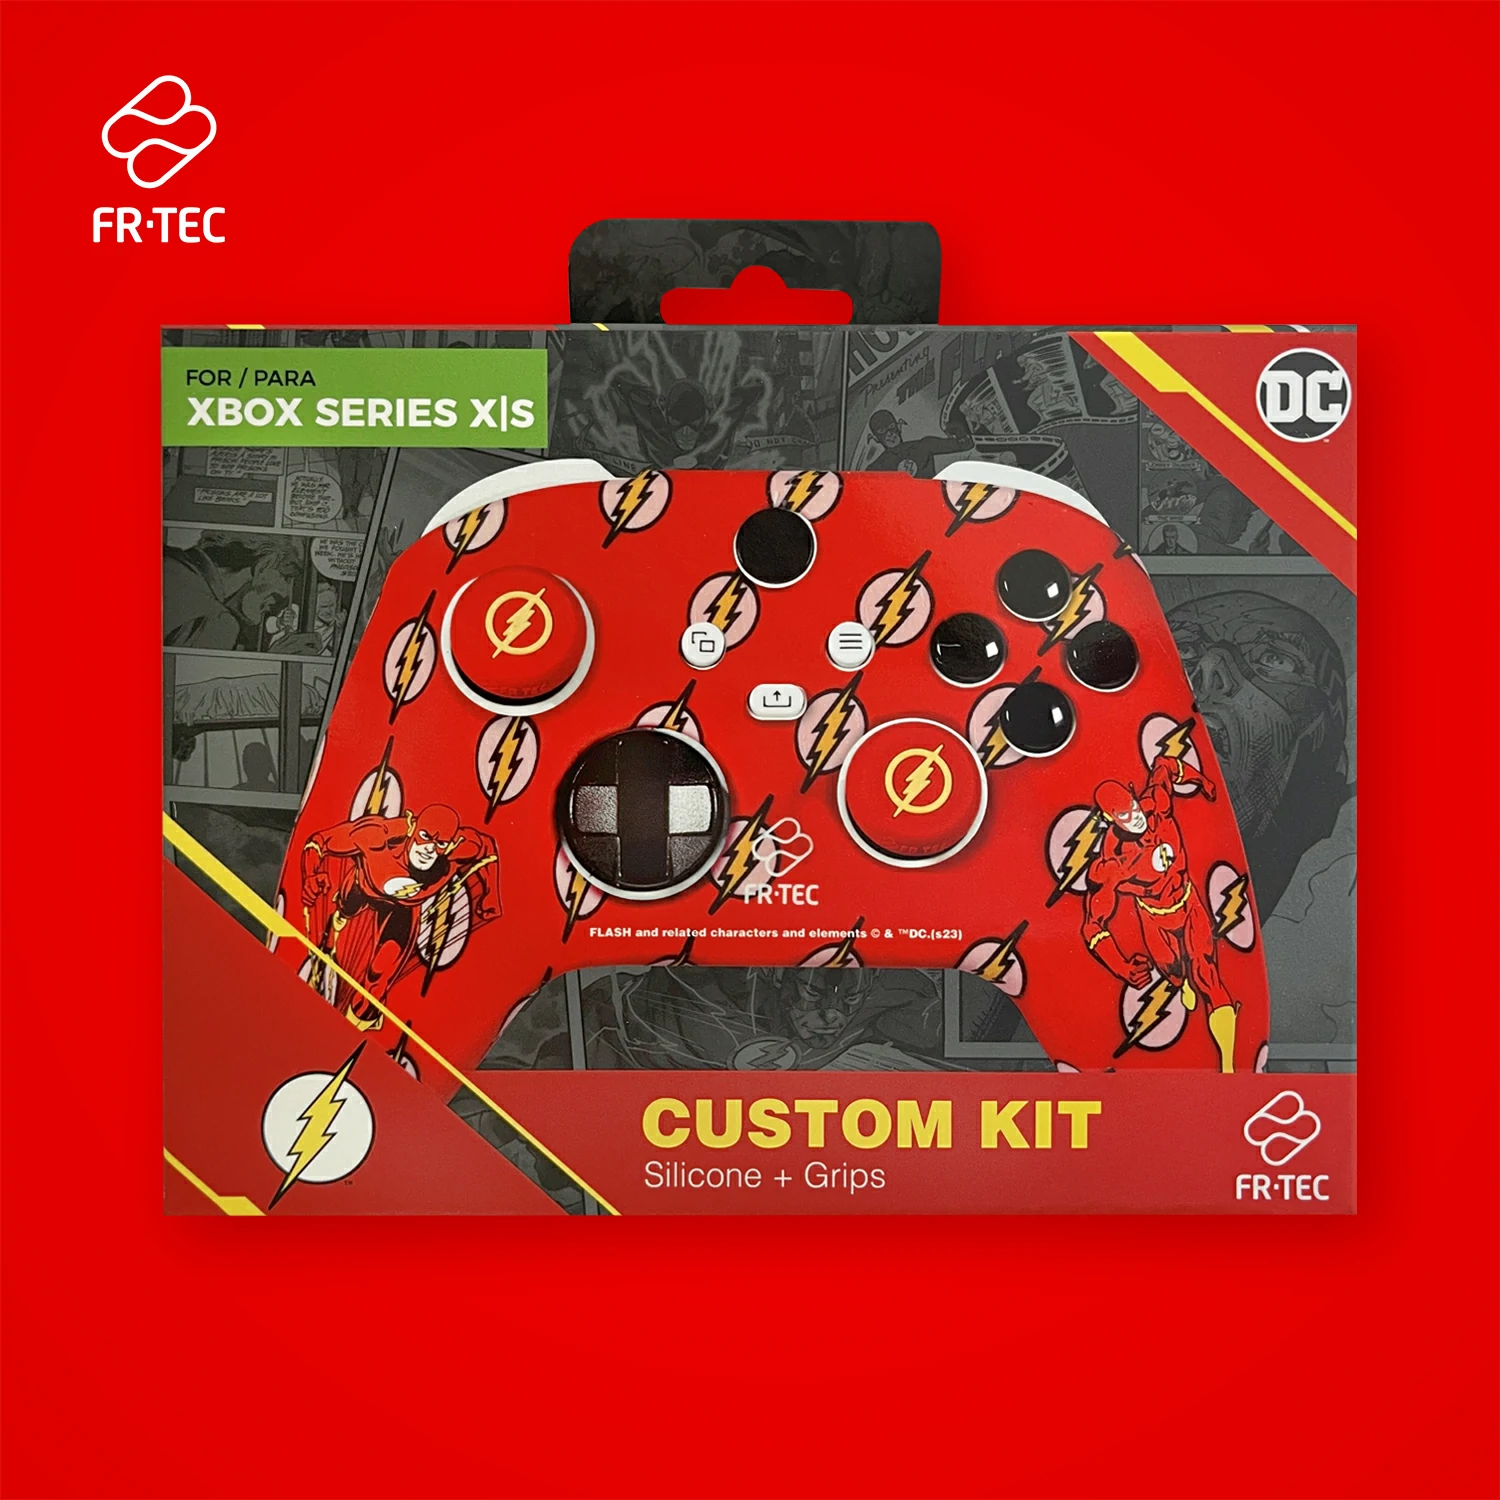 FR·TEC
FOR / PARA
XBOX SERIES X|S
DC
Presenting
FR·TEC
FLASH and related characters and elements © & ™DC.(s23)
CUSTOM KIT
Silicone + Grips
FR·TEC